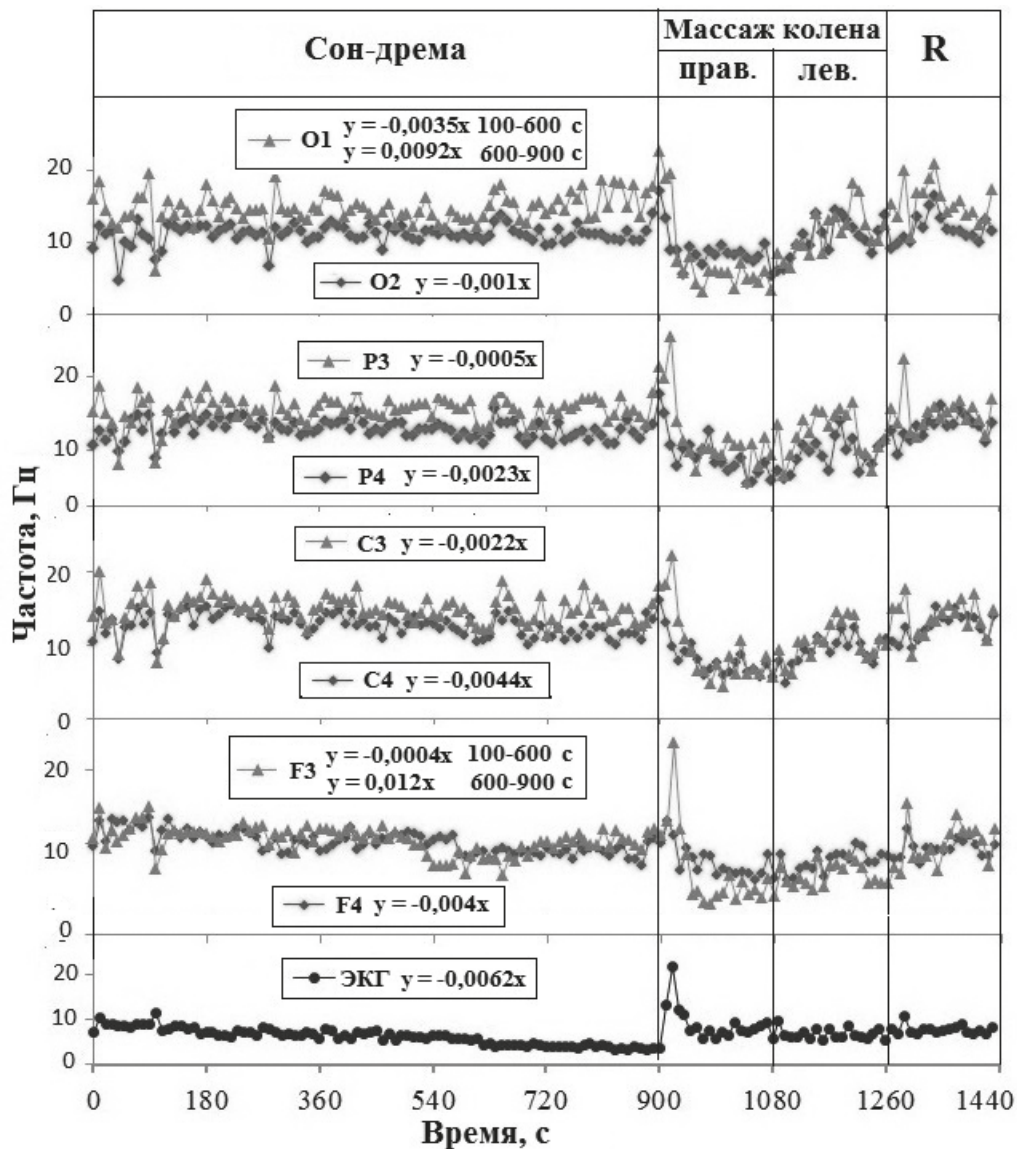 Сон-дрема
Массаж колена
прав. лев.
R
Частота, Гц
O1 y = -0,0035x 100-600 с
y = 0,0092x 600-900 с
O2 y = -0,001x
20
10
0
P3 y = -0,0005x
P4 y = -0,0023x
20
10
0
C3 y = -0,0022x
C4 y = -0,0044x
20
10
0
F3 y = -0,0004x 100-600 с
y = 0,012x 600-900 с
F4 y = -0,004x
20
10
0
ЭКГ y = -0,0062x
20
10
0
0 180 360 540 720 900 1080 1260 1440
Время, с